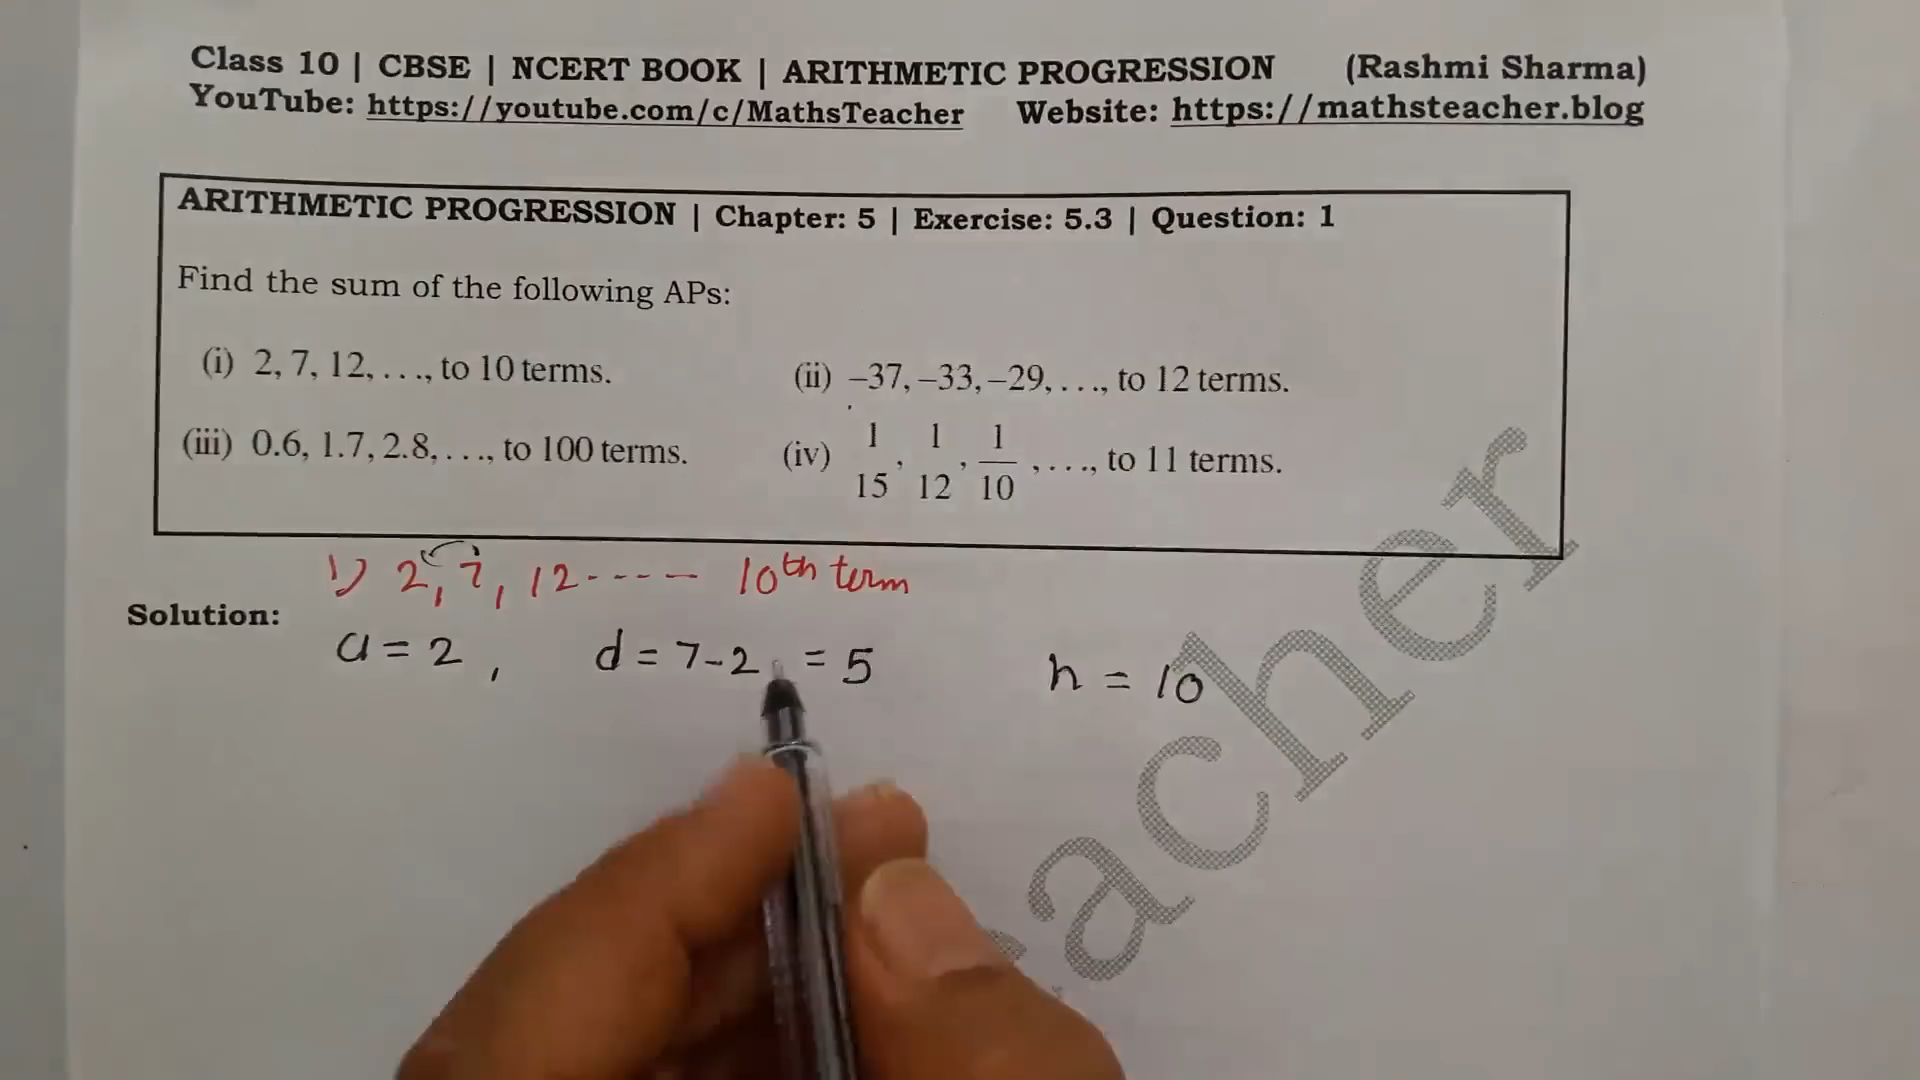 Class 10 | CBSE | NCERT BOOK | ARITHMETIC PROGRESSION (Rashmi Sharma)
YouTube: https://youtube.com/c/MathsTeacher Website: https://mathsteacher.blog
ARITHMETIC PROGRESSION | Chapter: 5 | Exercise: 5.3 | Question: 1
Find the sum of the following APs:
(i) 2, 7, 12, . . ., to 10 terms. (ii) –37, –33, –29, . . ., to 12 terms.
(iii) 0.6, 1.7, 2.8, . . ., to 100 terms. (iv) 1/15, 1/12, 1/10, . . ., to 11 terms.
1) 2, 7, 12 - - - - - 10th term
Solution:
a = 2, d = 7-2 = 5 n = 10
acher